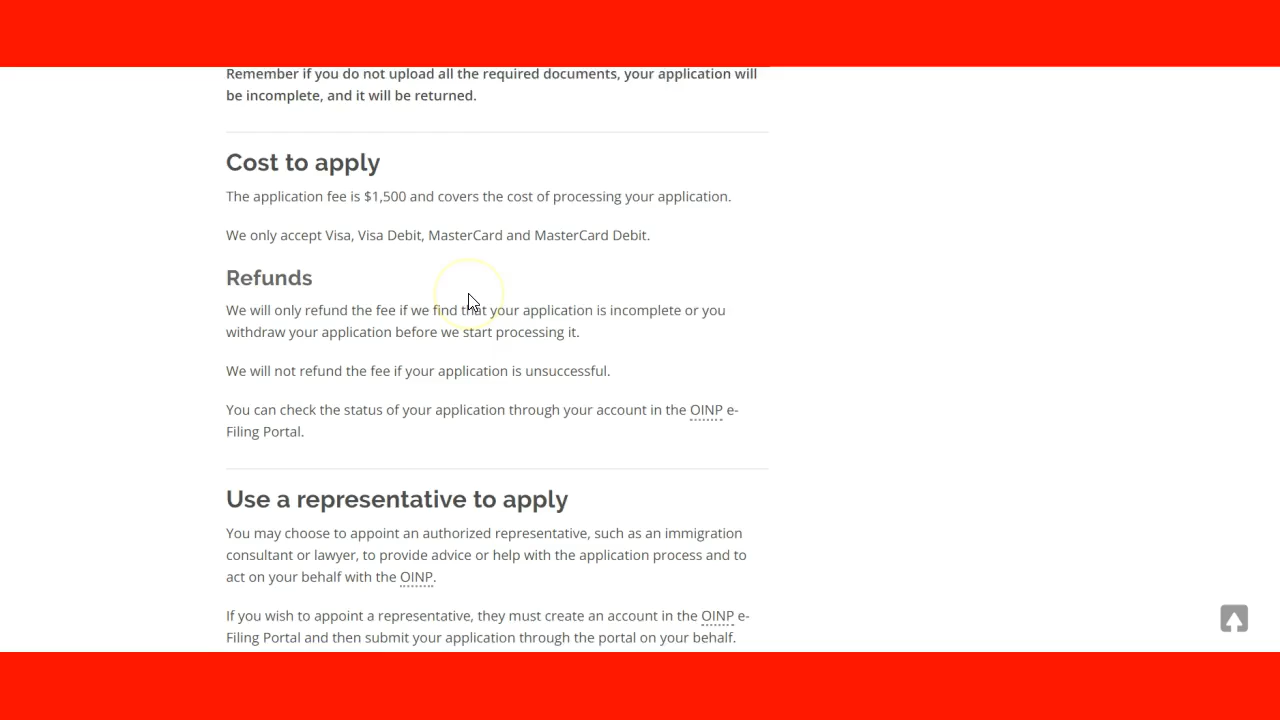 Remember if you do not upload all the required documents, your application will
be incomplete, and it will be returned.
Cost to apply
The application fee is $1,500 and covers the cost of processing your application.
We only accept Visa, Visa Debit, MasterCard and MasterCard Debit.
Refunds
We will only refund the fee if we find that your application is incomplete or you
withdraw your application before we start processing it.
We will not refund the fee if your application is unsuccessful.
You can check the status of your application through your account in the OINP e-
Filing Portal.
Use a representative to apply
You may choose to appoint an authorized representative, such as an immigration
consultant or lawyer, to provide advice or help with the application process and to
act on your behalf with the OINP.
If you wish to appoint a representative, they must create an account in the OINP e-
Filing Portal and then submit your application through the portal on your behalf.